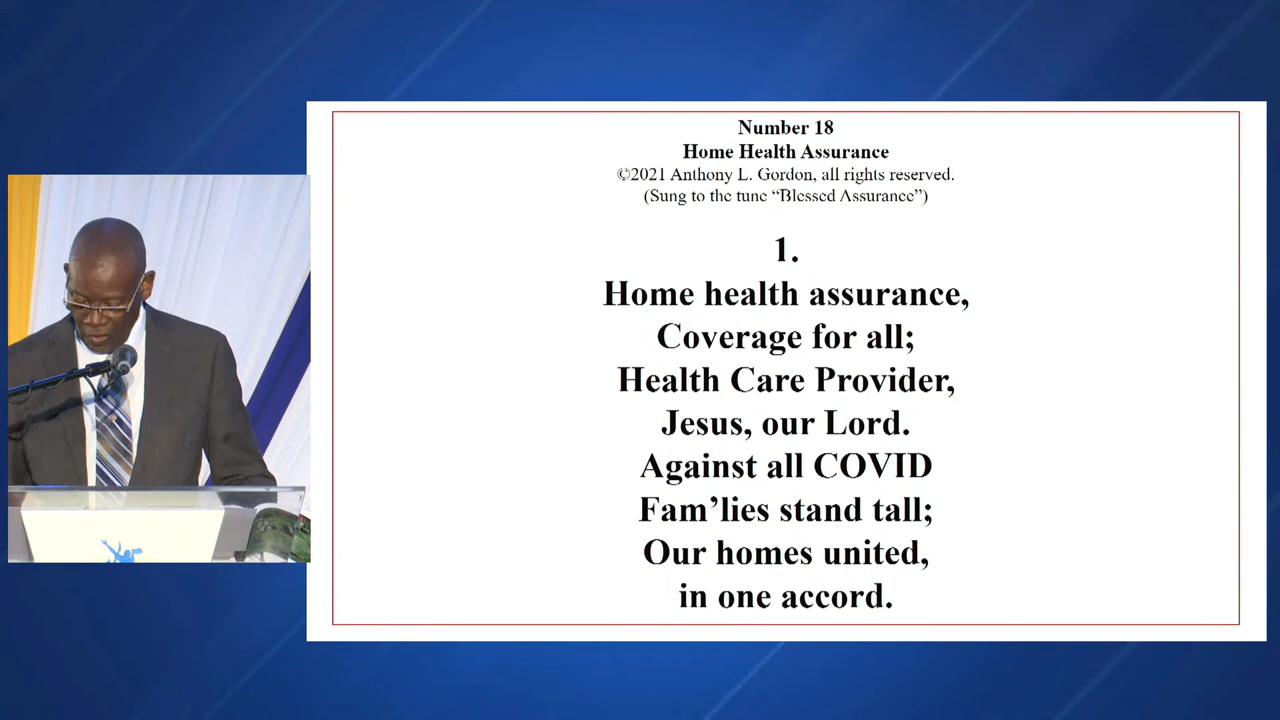 Number 18
Home Health Assurance
©2021 Anthony L. Gordon, all rights reserved.
(Sung to the tune “Blessed Assurance”)
1.
Home health assurance,
Coverage for all;
Health Care Provider,
Jesus, our Lord.
Against all COVID
Fam’lies stand tall;
Our homes united,
in one accord.